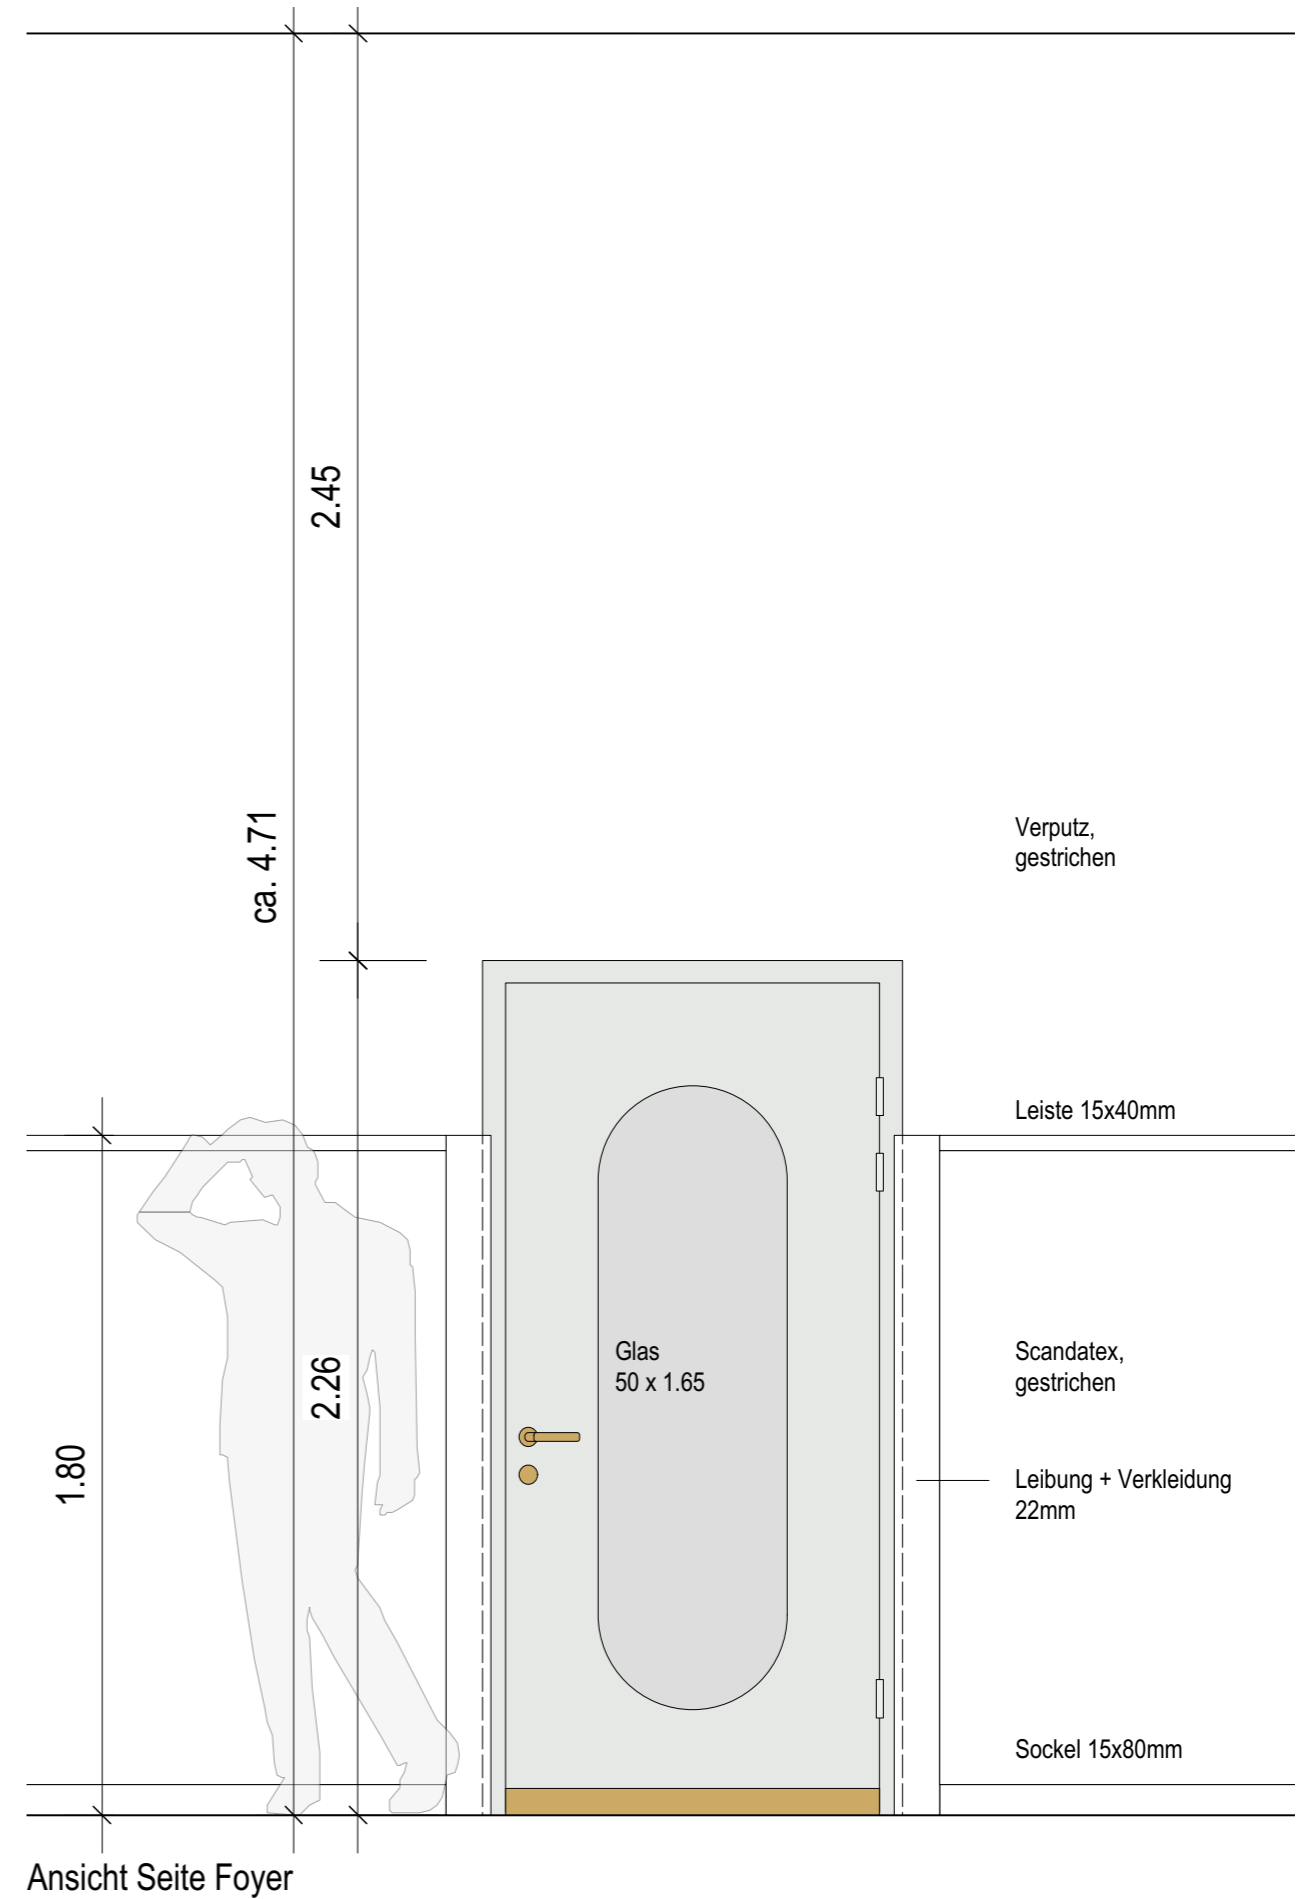 2.45
ca. 4.71
Verputz,
gestrichen
Leiste 15x40mm
Glas
50 x 1.65
Scandatex,
gestrichen
2.26
1.80
Leibung + Verkleidung
22mm
Sockel 15x80mm
Ansicht Seite Foyer